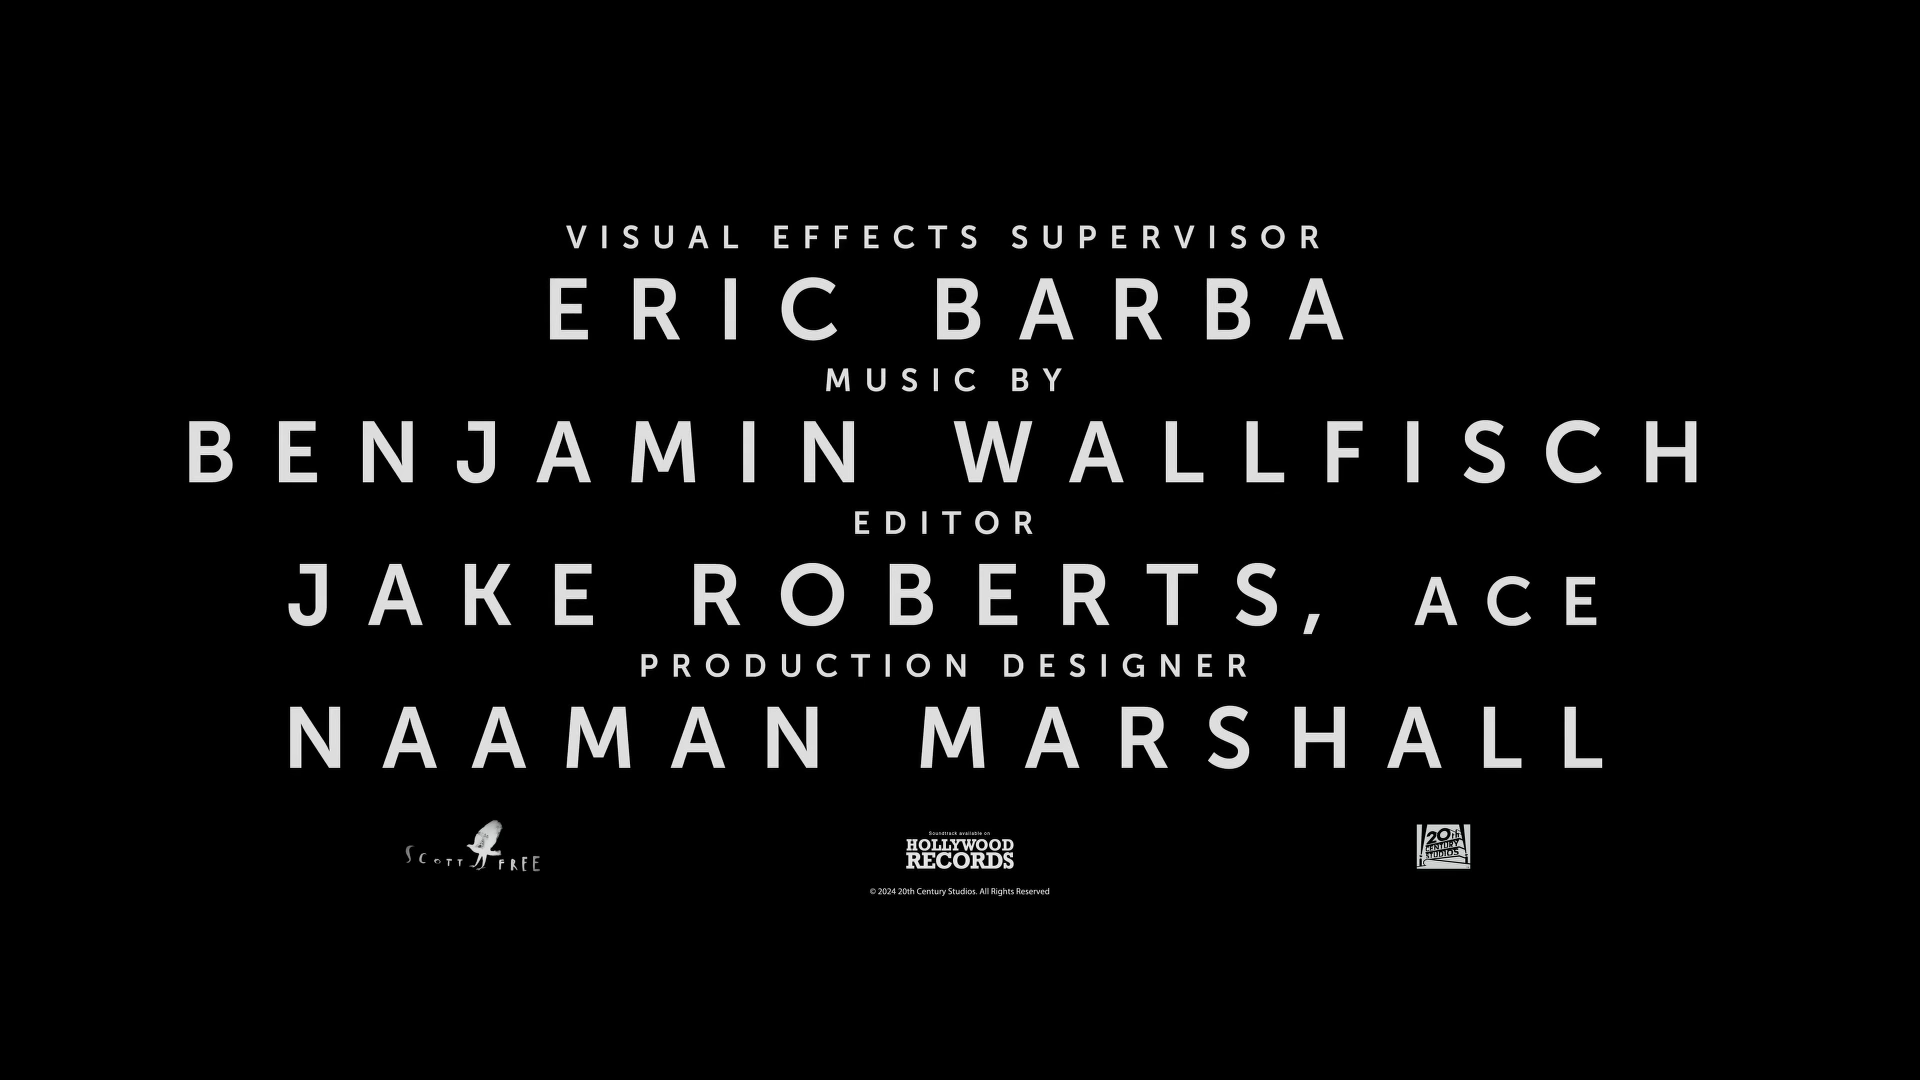 VISUAL EFFECTS SUPERVISOR
ERIC BARBA
MUSIC BY
BENJAMIN WALLFISCH
EDITOR
JAKE ROBERTS, ACE
PRODUCTION DESIGNER
NAAMAN MARSHALL
SCOTT FREE
Soundtrack available on
HOLLYWOOD
RECORDS
20th
CENTURY
STUDIOS
© 2024 20th Century Studios. All Rights Reserved